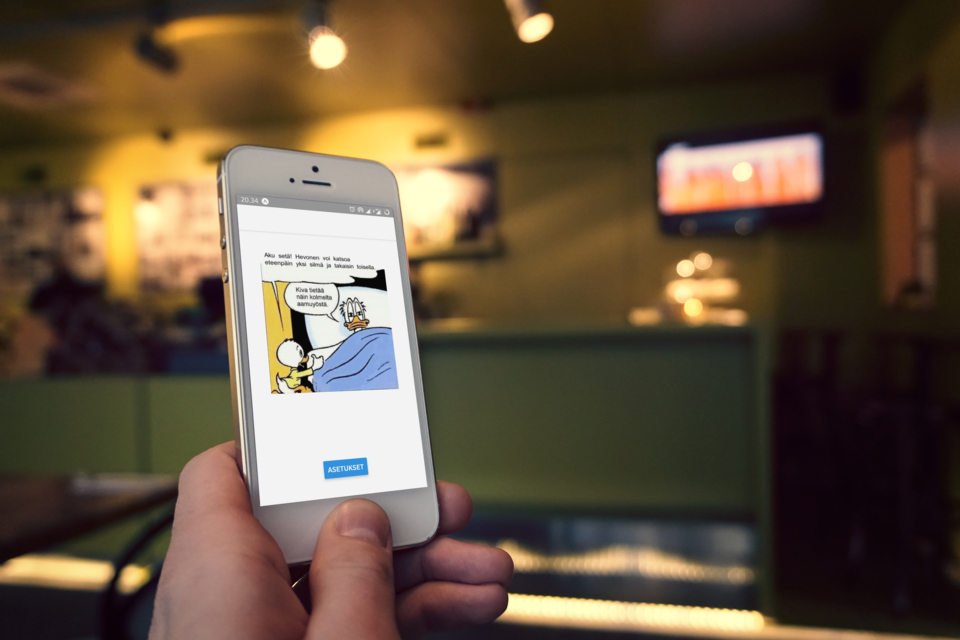 20.34
Aku setä! Hevonen voi katsoa
eteenpäin yksi silmä ja takaisin toisella.
Kiva tietää
näin kolmelta
aamuyöstä.
ASETUKSET